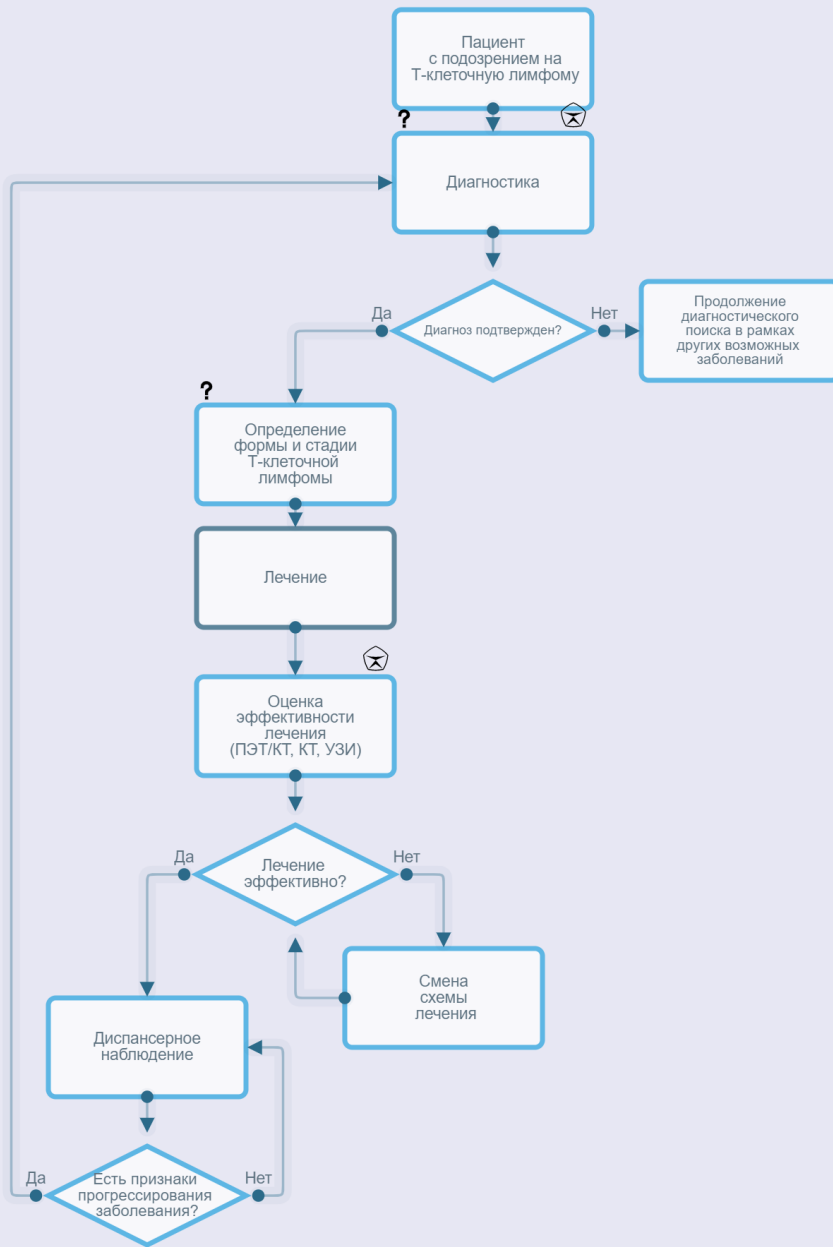 Пациент
с подозрением на
Т-клеточную лимфому
?
Диагностика
Да
Диагноз подтвержден?
Нет
Продолжение
диагностического
поиска в рамках
других возможных
заболеваний
?
Определение
формы и стадии
Т-клеточной
лимфомы
Лечение
Оценка
эффективности
лечения
(ПЭТ/КТ, КТ, УЗИ)
Да
Лечение
эффективно?
Нет
Смена
схемы
лечения
Диспансерное
наблюдение
Да
Есть признаки
прогрессирования
заболевания?
Нет